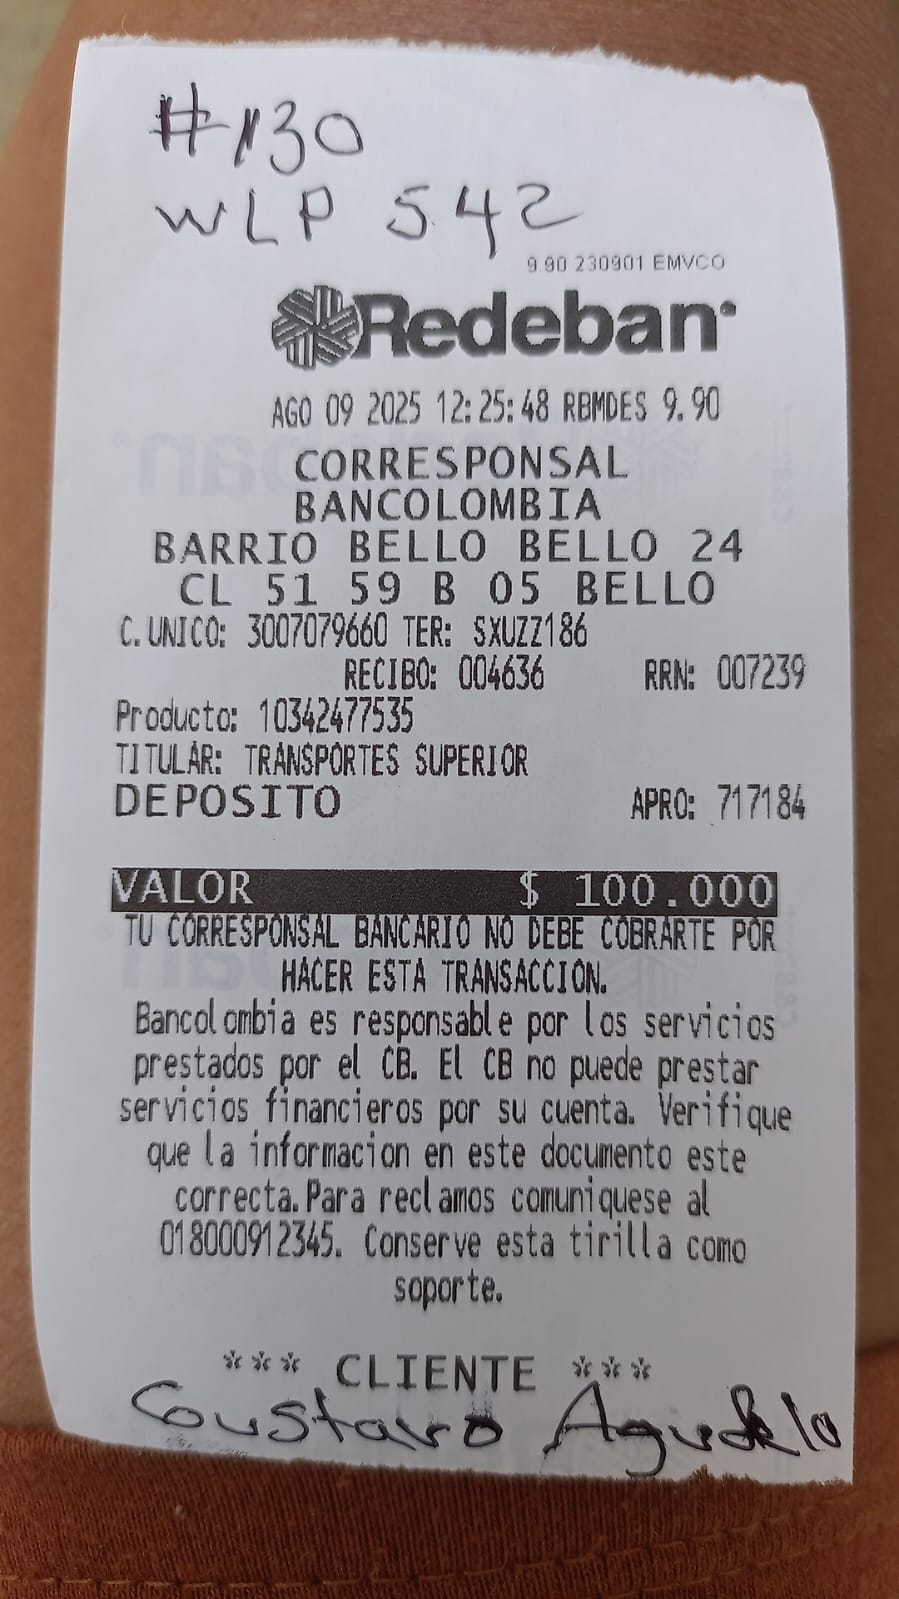 #130
WLP 542
9 90 230901 EMVCO
Redeban
AGO 09 2025 12:25:48 RBMDES 9.90
CORRESPONSAL
BANCOLOMBIA
BARRIO BELLO BELLO 24
CL 51 59 B 05 BELLO
C.UNICO: 3007079660 TER: SXUZZ186
RECIBO: 004636 RRN: 007239
Producto: 10342477535
TITULAR: TRANSPORTES SUPERIOR
DEPOSITO APRO: 717184
VALOR $ 100.000
TU CORRESPONSAL BANCARIO NO DEBE COBRARTE POR
HACER ESTA TRANSACCION.
Bancolombia es responsable por los servicios
prestados por el CB. El CB no puede prestar
servicios financieros por su cuenta. Verifique
que la informacion en este documento este
correcta.Para reclamos comuniquese al
018000912345. Conserve esta tirilla como
soporte.
*** CLIENTE ***
Gustavo Agudelo